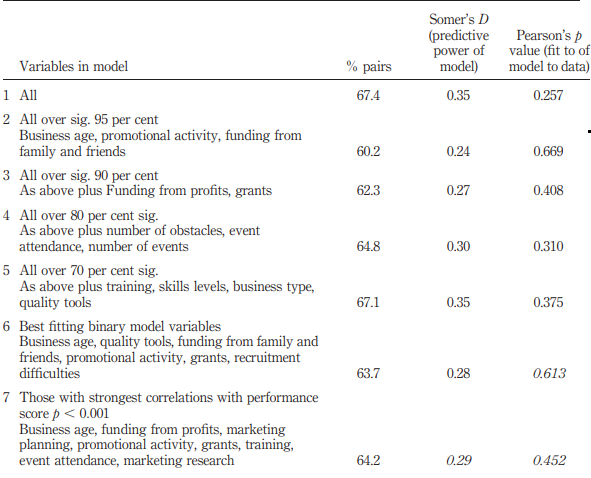 Somer's D
(predictive Pearson's p
power of value (fit to of
Variables in model % pairs model) model to data)
1 All 67.4 0.35 0.257
2 All over sig. 95 per cent
Business age, promotional activity, funding from
family and friends 60.2 0.24 0.669
3 All over sig. 90 per cent
As above plus Funding from profits, grants 62.3 0.27 0.408
4 All over 80 per cent sig.
As above plus number of obstacles, event
attendance, number of events 64.8 0.30 0.310
5 All over 70 per cent sig.
As above plus training, skills levels, business type,
quality tools 67.1 0.35 0.375
6 Best fitting binary model variables
Business age, quality tools, funding from family and
friends, promotional activity, grants, recruitment
difficulties 63.7 0.28 0.613
7 Those with strongest correlations with performance
score p < 0.001
Business age, funding from profits, marketing
planning, promotional activity, grants, training,
event attendance, marketing research 64.2 0.29 0.452